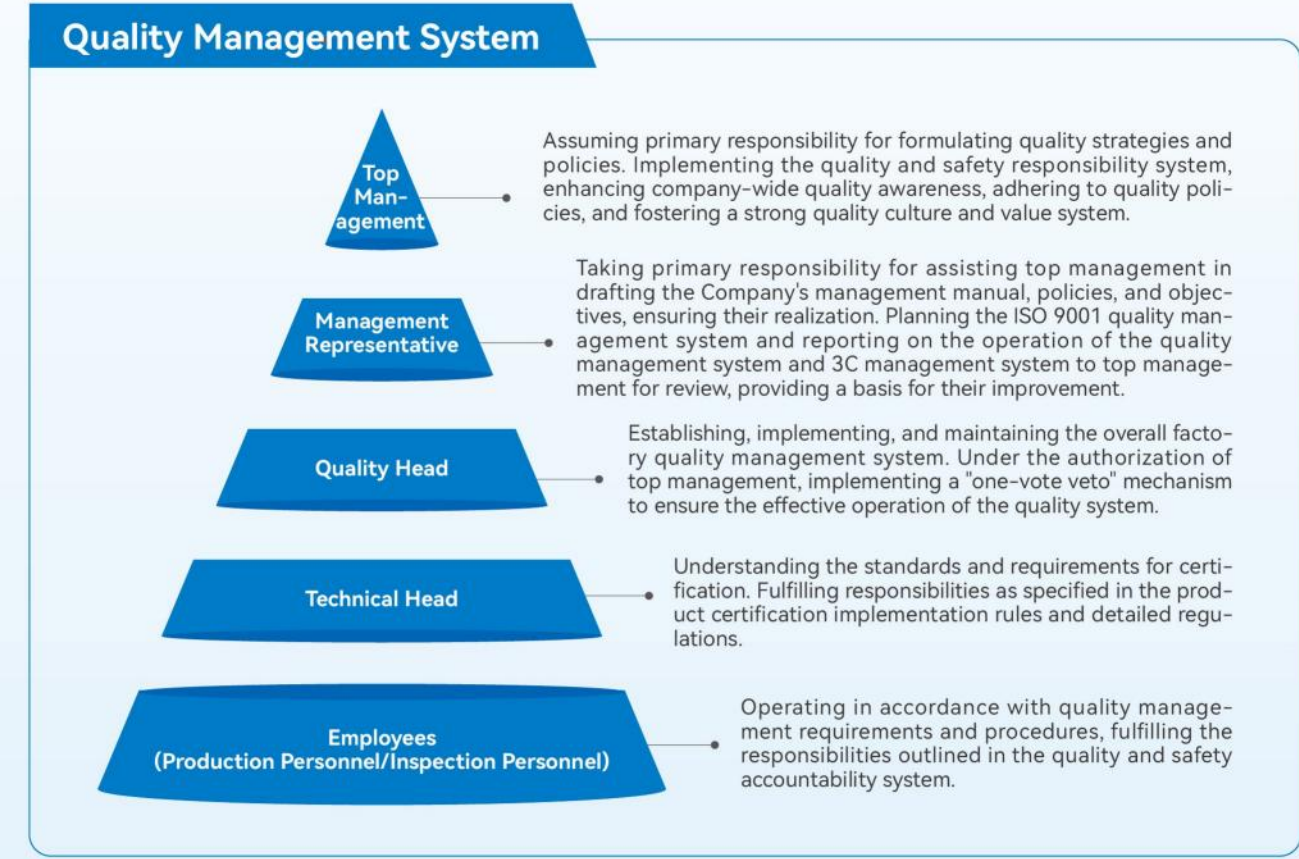 Quality Management System
Top
Man-
agement
Assuming primary responsibility for formulating quality strategies and
policies. Implementing the quality and safety responsibility system,
enhancing company-wide quality awareness, adhering to quality poli-
cies, and fostering a strong quality culture and value system.
Management
Representative
Taking primary responsibility for assisting top management in
drafting the Company's management manual, policies, and objec-
tives, ensuring their realization. Planning the ISO 9001 quality man-
agement system and reporting on the operation of the quality
management system and 3C management system to top manage-
ment for review, providing a basis for their improvement.
Quality Head
Establishing, implementing, and maintaining the overall facto-
ry quality management system. Under the authorization of
top management, implementing a "one-vote veto" mechanism
to ensure the effective operation of the quality system.
Technical Head
Understanding the standards and requirements for certi-
fication. Fulfilling responsibilities as specified in the prod-
uct certification implementation rules and detailed regu-
lations.
Employees
(Production Personnel/Inspection Personnel)
Operating in accordance with quality manage-
ment requirements and procedures, fulfilling the
responsibilities outlined in the quality and safety
accountability system.